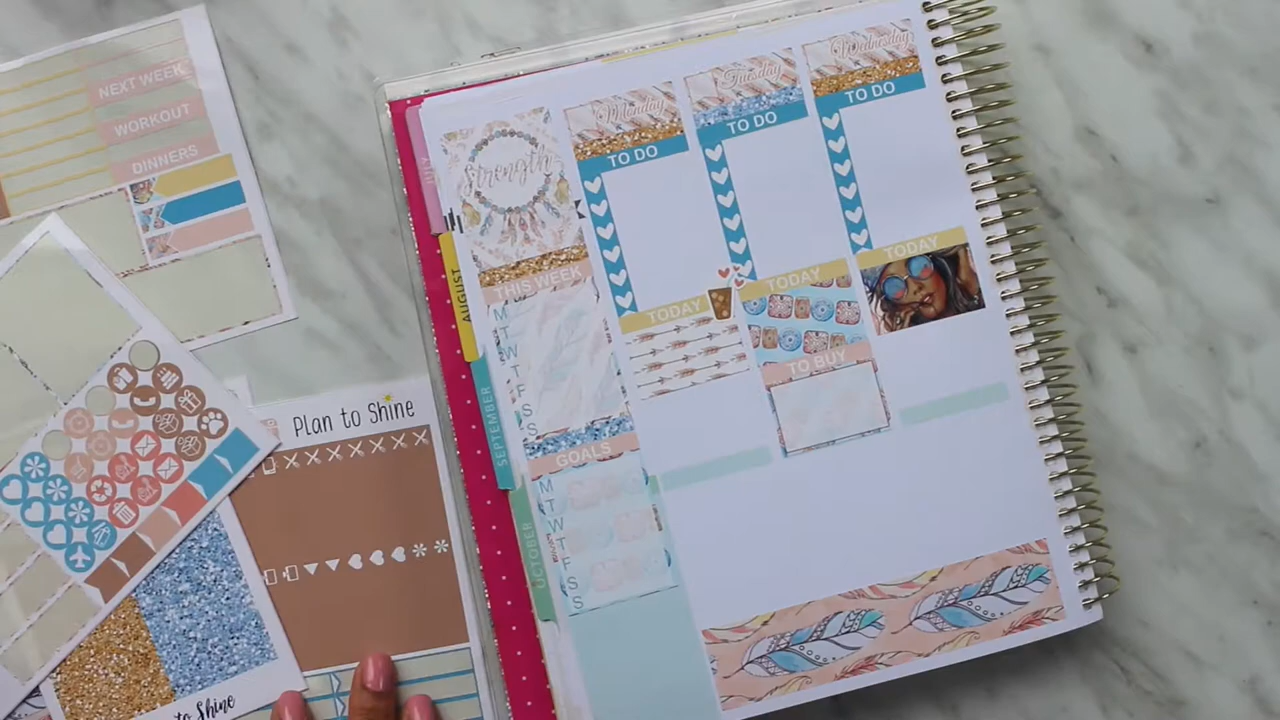 NEXT WEEK
WORKOUT
DINNERS
Plan to Shine
to Shine
AUGUST
SEPTEMBER
OCTOBER
Strength
THIS WEEK
M
T
W
T
F
S
S
GOALS
M
T
W
T
F
S
S
Monday
TO DO
TODAY
Tuesday
TO DO
TODAY
TO BUY
Wednesday
TO DO
TODAY